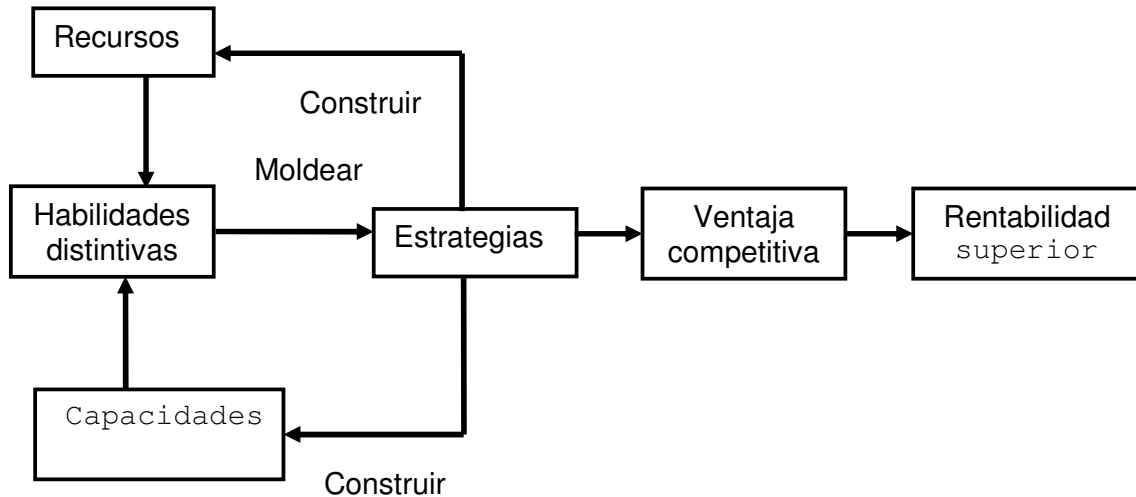 Recursos
Construir
Moldear
Habilidades
distintivas
Estrategias
Ventaja
competitiva
Rentabilidad
superior
Capacidades
Construir